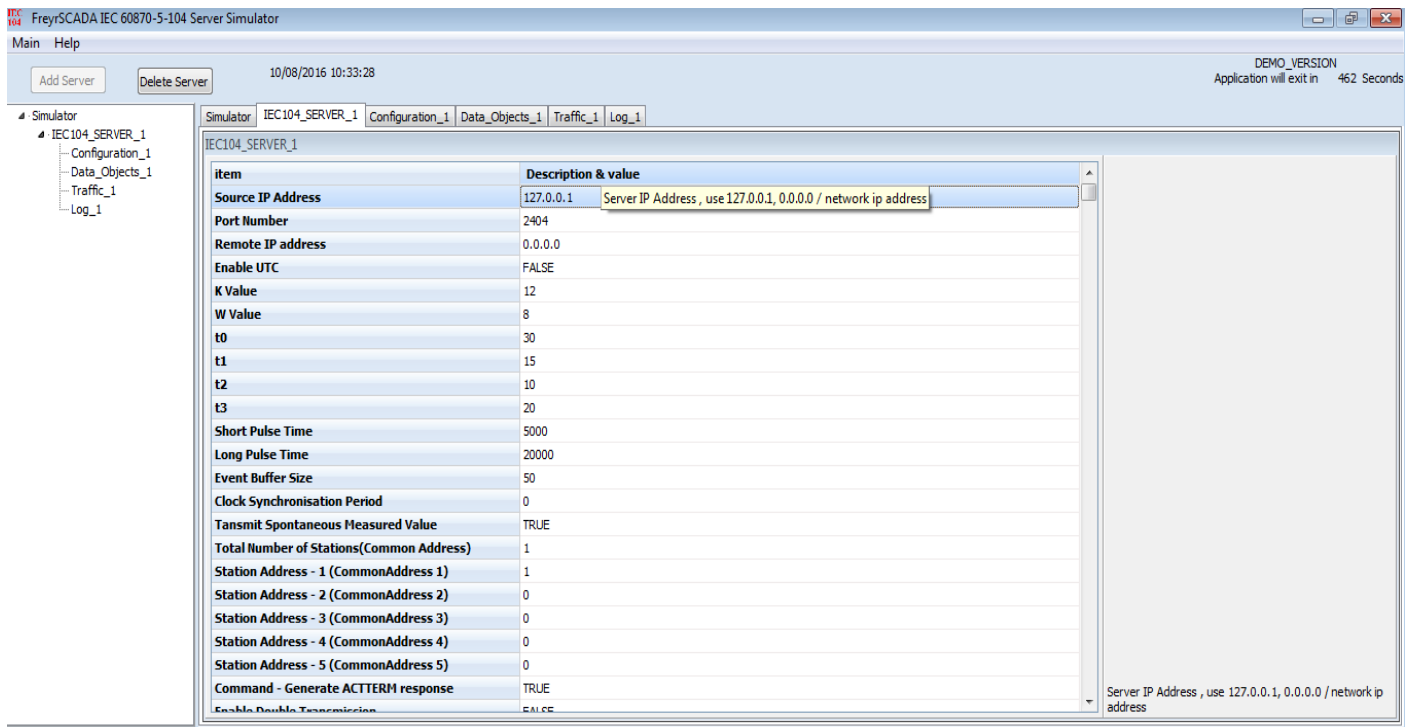 IEC
104
FreyrSCADA IEC 60870-5-104 Server Simulator
Main Help
Add Server Delete Server 10/08/2016 10:33:28
DEMO_VERSION
Application will exit in 462 Seconds
Simulator
IEC104_SERVER_1
Configuration_1
Data_Objects_1
Traffic_1
Log_1
Simulator IEC104_SERVER_1 Configuration_1 Data_Objects_1 Traffic_1 Log_1
IEC104_SERVER_1
item Description & value
Source IP Address 127.0.0.1 Server IP Address , use 127.0.0.1, 0.0.0.0 / network ip address
Port Number 2404
Remote IP address 0.0.0.0
Enable UTC FALSE
K Value 12
W Value 8
t0 30
t1 15
t2 10
t3 20
Short Pulse Time 5000
Long Pulse Time 20000
Event Buffer Size 50
Clock Synchronisation Period 0
Tansmit Spontaneous Measured Value TRUE
Total Number of Stations(Common Address) 1
Station Address - 1 (CommonAddress 1) 1
Station Address - 2 (CommonAddress 2) 0
Station Address - 3 (CommonAddress 3) 0
Station Address - 4 (CommonAddress 4) 0
Station Address - 5 (CommonAddress 5) 0
Command - Generate ACTTERM response TRUE
Enable Double Transmission FALSE
Server IP Address , use 127.0.0.1, 0.0.0.0 / network ip
address